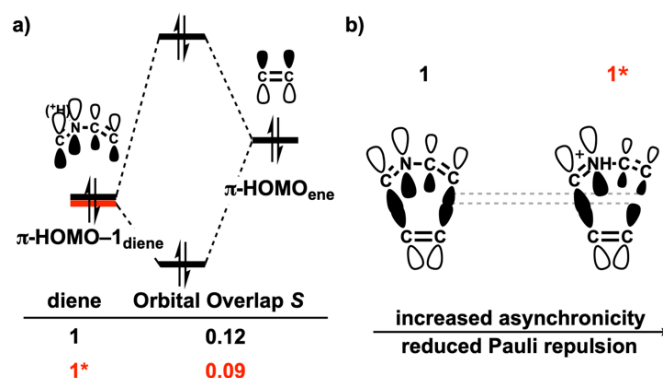 a)
(+H)
C N C C
C=C
π-HOMOene
π-HOMO–1diene
diene Orbital Overlap S
1 0.12
1* 0.09
b)
1 1*
C N C C
C=C
+
C NH C C
C=C
increased asynchronicity
reduced Pauli repulsion